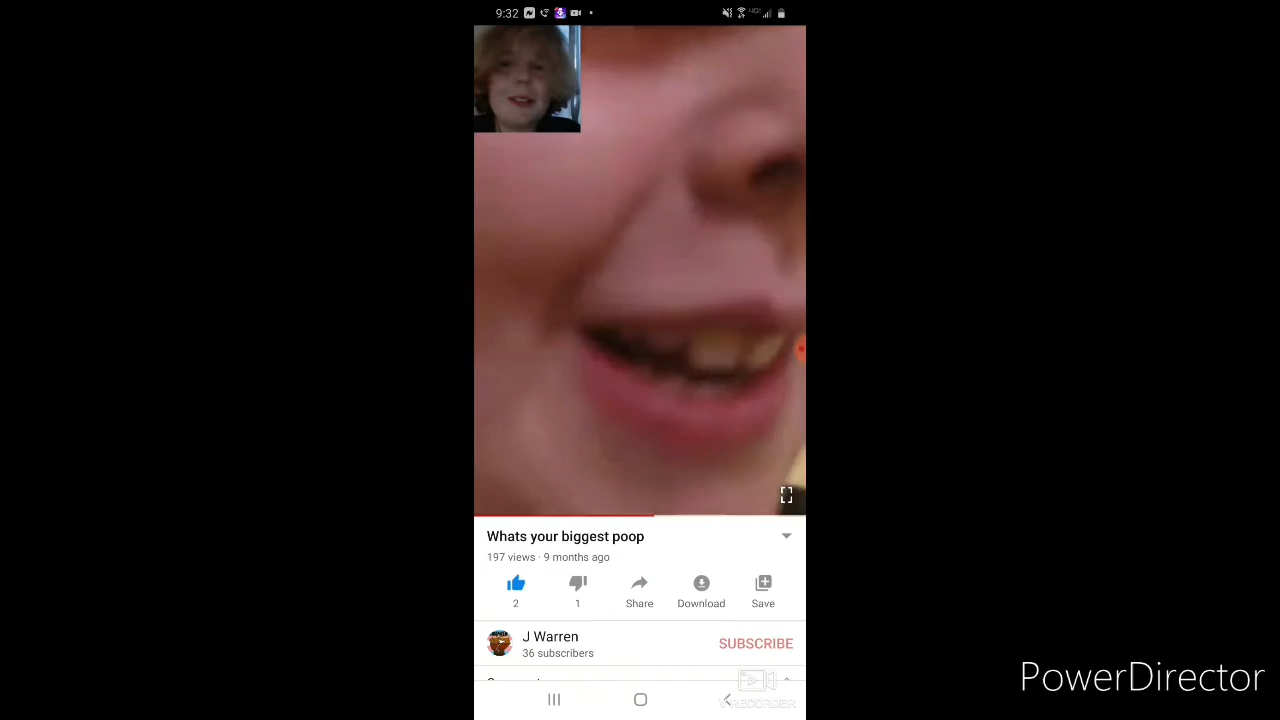 9:32
Whats your biggest poop
197 views · 9 months ago
2
1
Share
Download
Save
J Warren
SUBSCRIBE
36 subscribers
PowerDirector